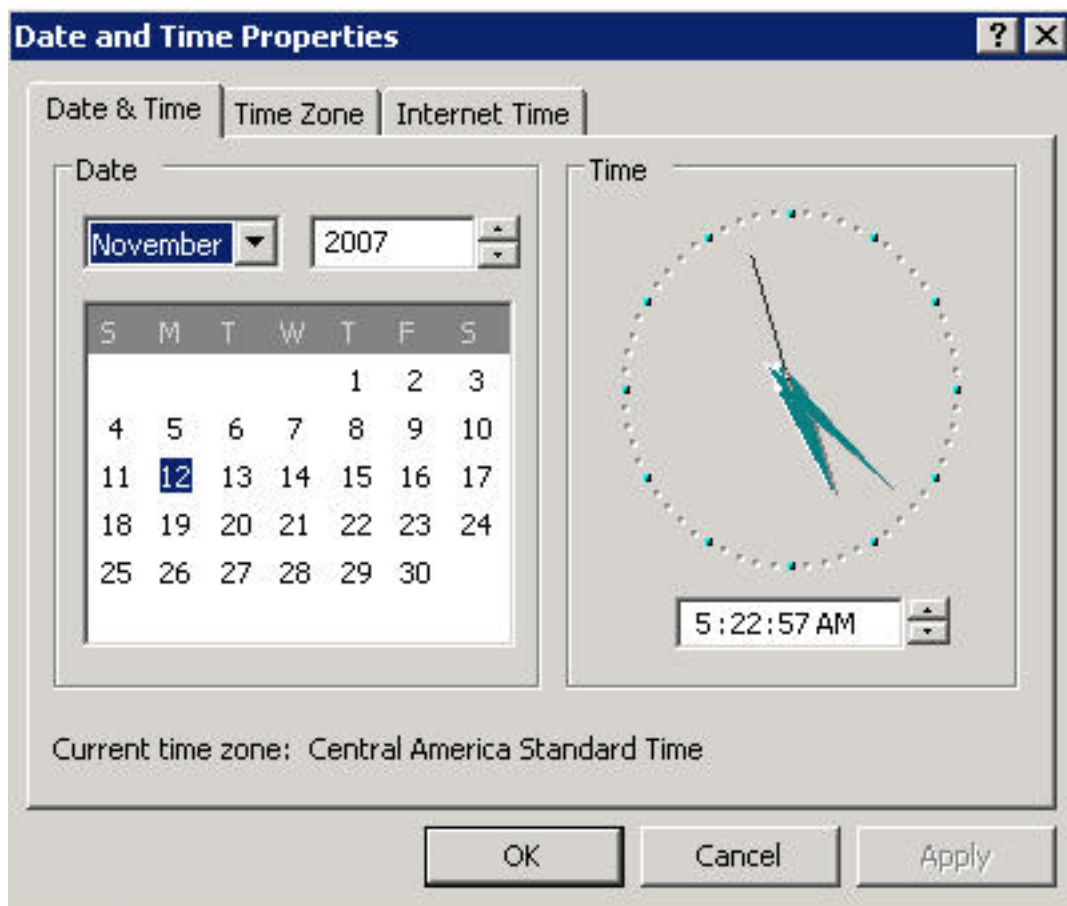 Date and Time Properties
Date & Time Time Zone Internet Time
Date
November 2007
S M T W T F S
1 2 3
4 5 6 7 8 9 10
11 12 13 14 15 16 17
18 19 20 21 22 23 24
25 26 27 28 29 30
Time
5:22:57 AM
Current time zone: Central America Standard Time
OK Cancel Apply